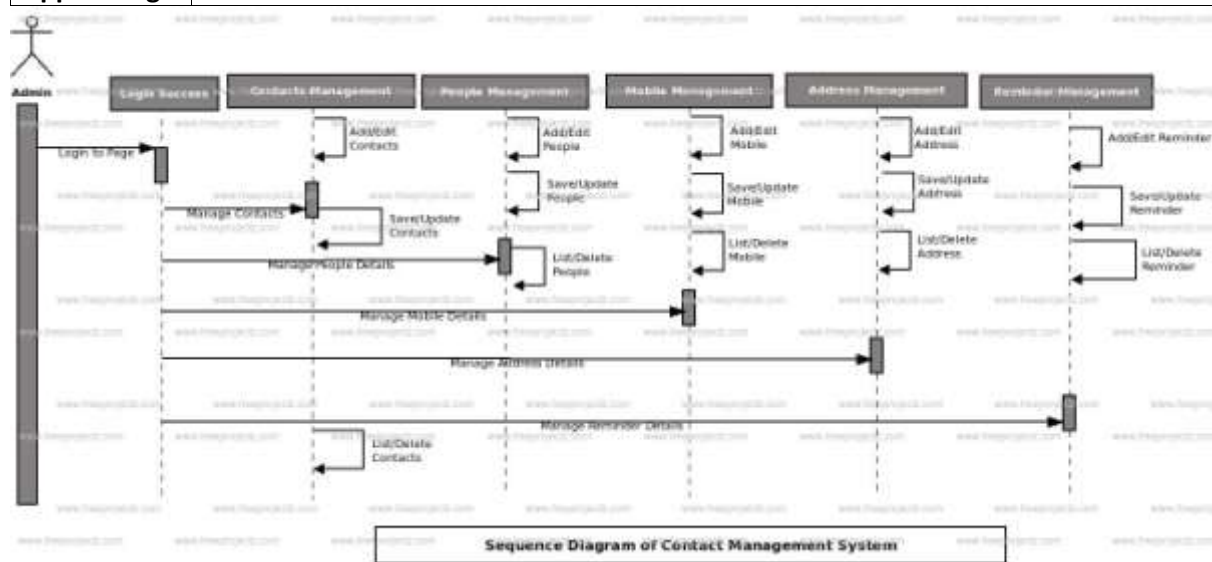 Admin
Login Success
Contacts Management
People Management
Mobile Management
Address Management
Reminder Management
Add/Edit
Contacts
Add/Edit
People
Add/Edit
Mobile
Add/Edit
Address
Add/Edit Reminder
Login to Page
Save/Update
People
Save/Update
Mobile
Save/Update
Address
Save/Update
Reminder
Manage Contacts
Save/Update
Contacts
List/Delete
People
List/Delete
Mobile
List/Delete
Address
List/Delete
Reminder
Manage People Details
Manage Mobile Details
Manage Address Details
Manage Reminder Details
List/Delete
Contacts
Sequence Diagram of Contact Management System